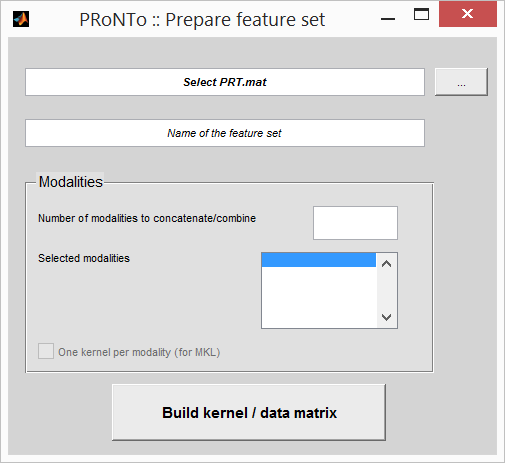 PRoNTo :: Prepare feature set
Select PRT.mat
...
Name of the feature set
Modalities
Number of modalities to concatenate/combine
Selected modalities
One kernel per modality (for MKL)
Build kernel / data matrix